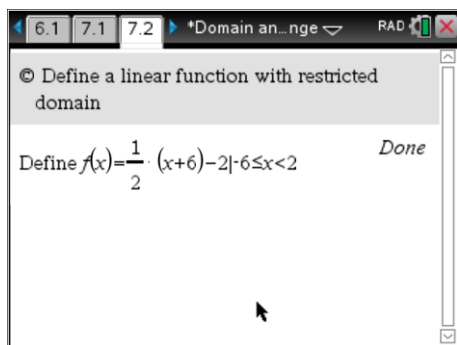 6.1 7.1 7.2 *Domain an...nge RAD
© Define a linear function with restricted
domain
Define f(x)=1/2·(x+6)−2|-6≤x<2 Done